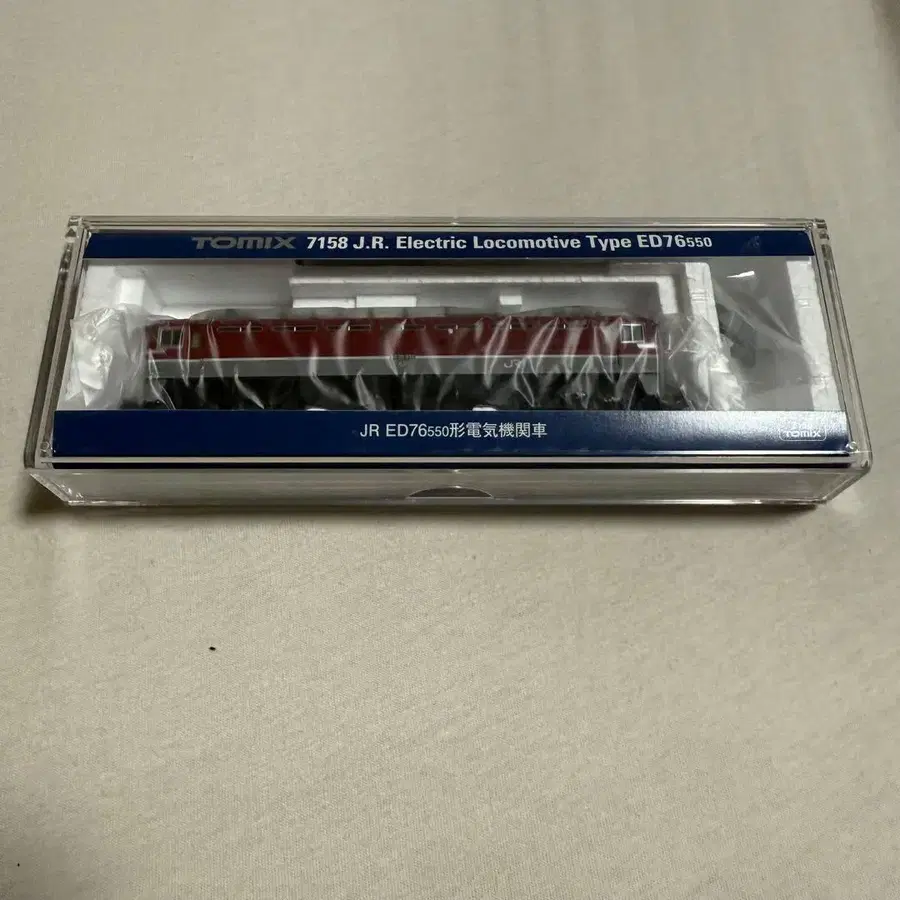 TOMIX 7158 J.R. Electric Locomotive Type ED76550
JR
JR ED76550形電気機関車
TOMIX